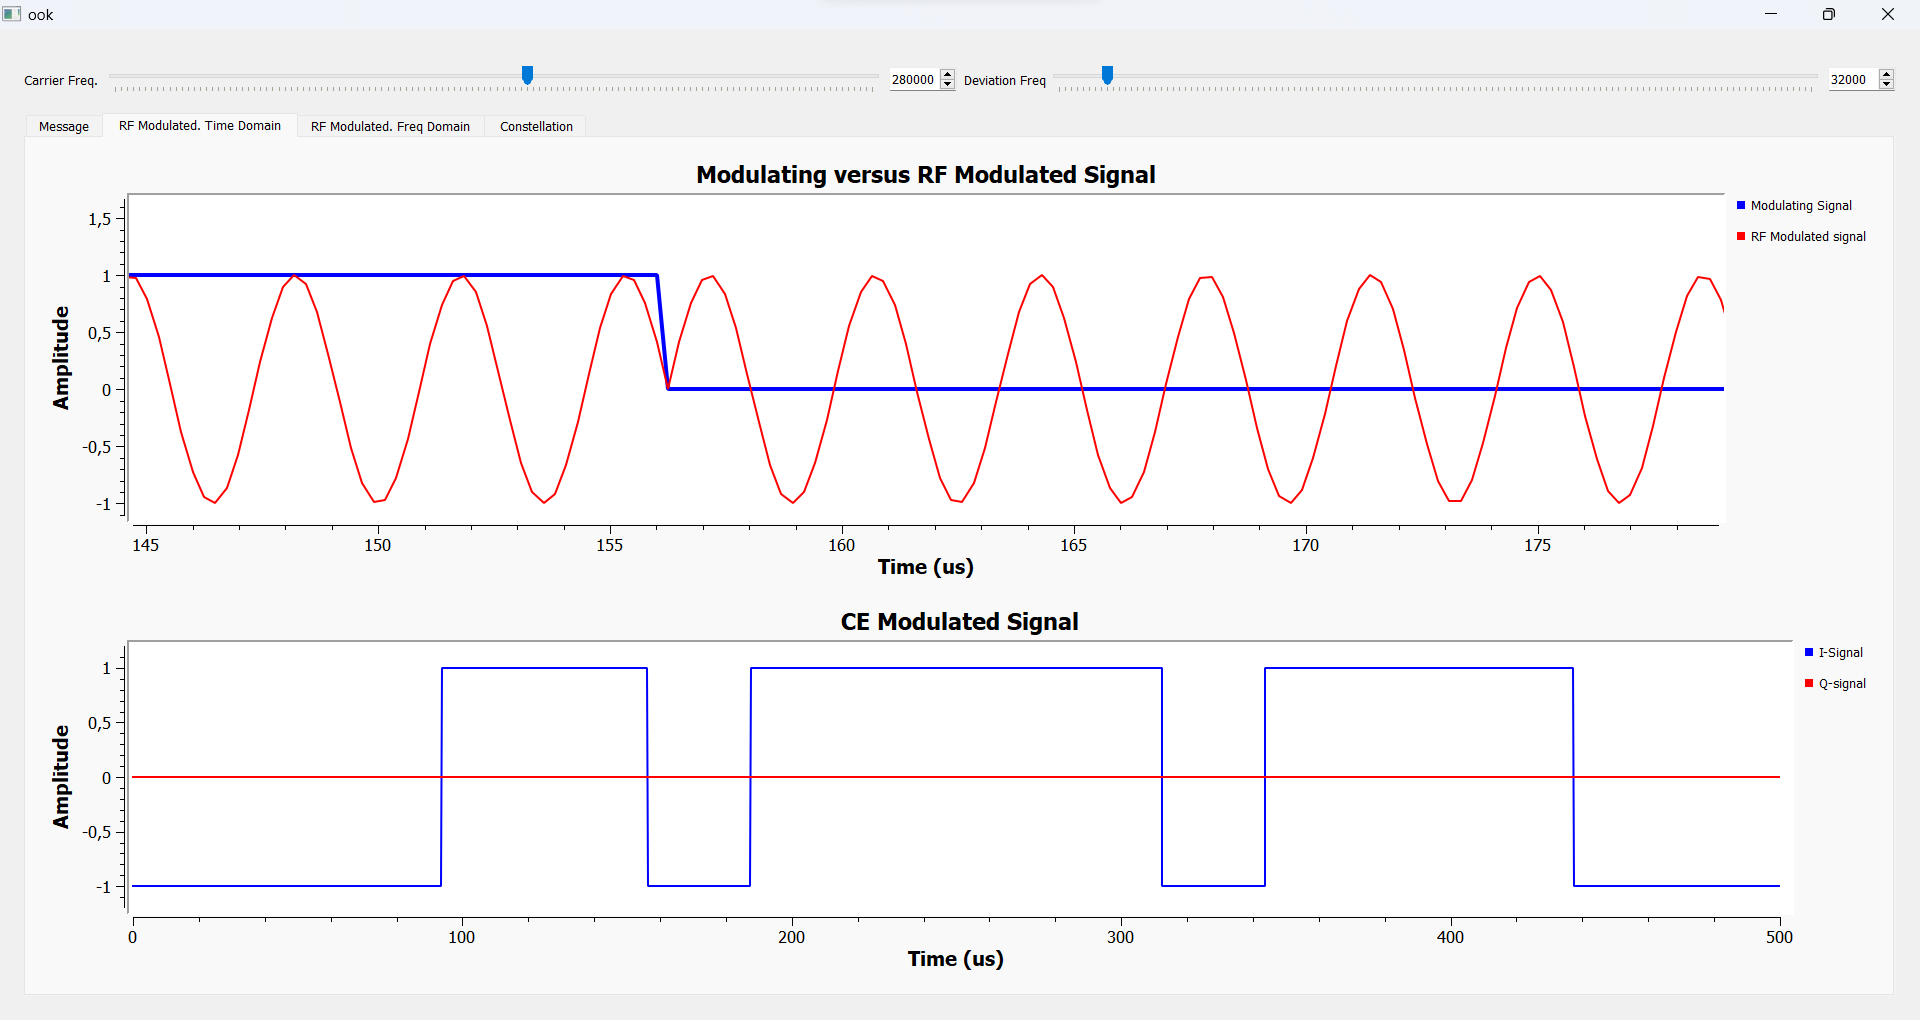 ook
Carrier Freq. 280000 Deviation Freq 32000
Message RF Modulated. Time Domain RF Modulated. Freq Domain Constellation
Modulating versus RF Modulated Signal
Modulating Signal
RF Modulated signal
Amplitude
1,5
1
0,5
0
-0,5
-1
145 150 155 160 165 170 175
Time (us)
CE Modulated Signal
I-Signal
Q-signal
Amplitude
1
0,5
0
-0,5
-1
0 100 200 300 400 500
Time (us)